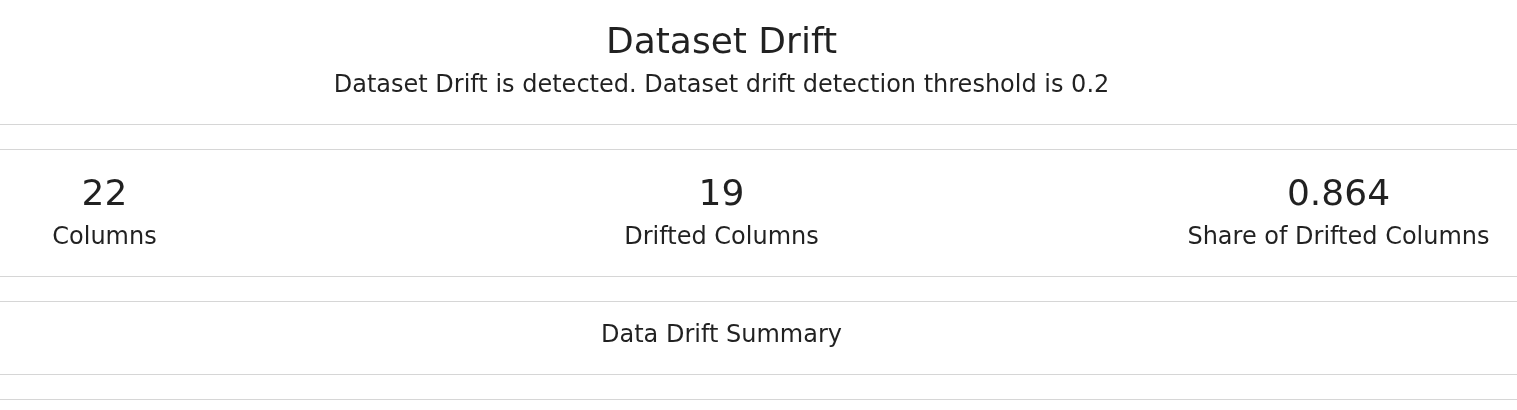 Dataset Drift
Dataset Drift is detected. Dataset drift detection threshold is 0.2
22
Columns
19
Drifted Columns
0.864
Share of Drifted Columns
Data Drift Summary